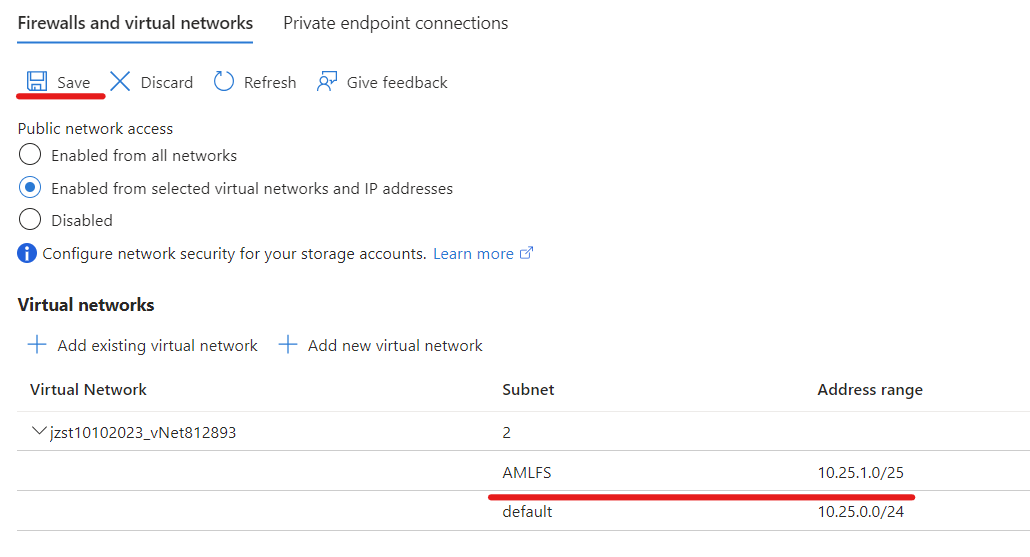 Firewalls and virtual networks Private endpoint connections
Save Discard Refresh Give feedback
Public network access
Enabled from all networks
Enabled from selected virtual networks and IP addresses
Disabled
Configure network security for your storage accounts. Learn more
Virtual networks
Add existing virtual network Add new virtual network
Virtual Network Subnet Address range
jzst10102023_vNet812893 2
AMLFS 10.25.1.0/25
default 10.25.0.0/24